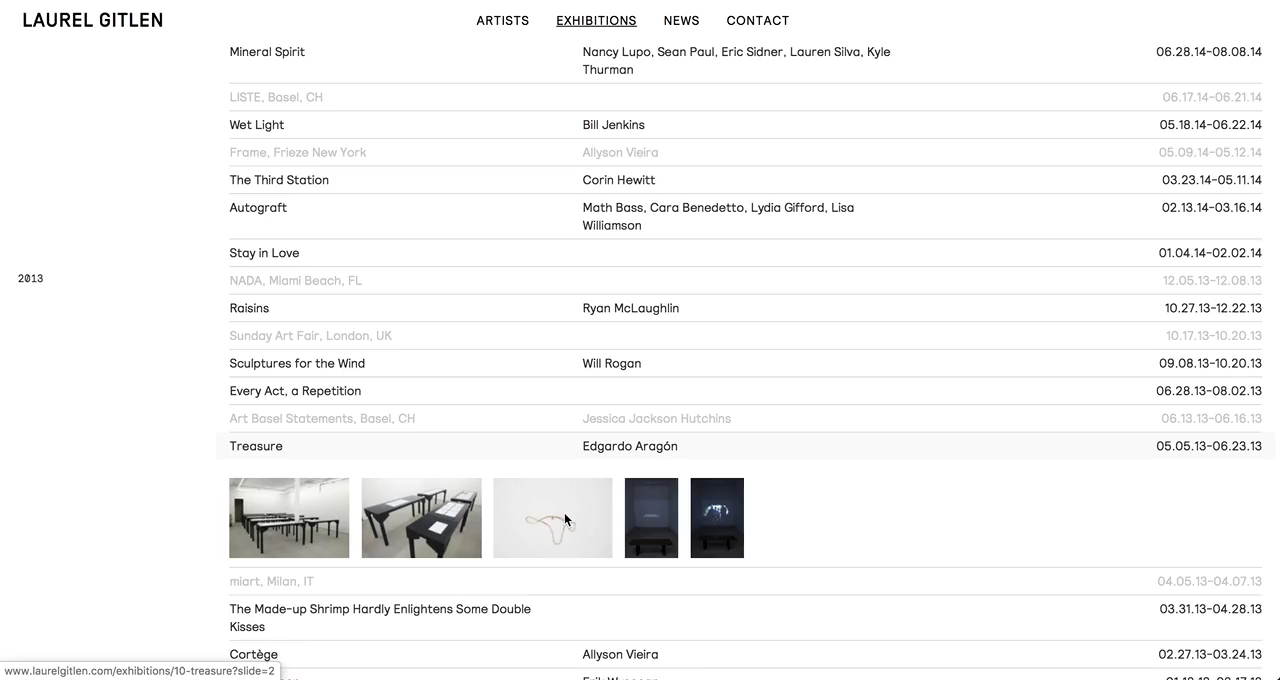 LAUREL GITLEN
ARTISTS EXHIBITIONS NEWS CONTACT
Mineral Spirit Nancy Lupo, Sean Paul, Eric Sidner, Lauren Silva, Kyle 06.28.14–08.08.14
Thurman
LISTE, Basel, CH 06.17.14–06.21.14
Wet Light Bill Jenkins 05.18.14–06.22.14
Frame, Frieze New York Allyson Vieira 05.09.14–05.12.14
The Third Station Corin Hewitt 03.23.14–05.11.14
Autograft Math Bass, Cara Benedetto, Lydia Gifford, Lisa 02.13.14–03.16.14
Williamson
Stay in Love 01.04.14–02.02.14
2013
NADA, Miami Beach, FL 12.05.13–12.08.13
Raisins Ryan McLaughlin 10.27.13–12.22.13
Sunday Art Fair, London, UK 10.17.13–10.20.13
Sculptures for the Wind Will Rogan 09.08.13–10.20.13
Every Act, a Repetition 06.28.13–08.02.13
Art Basel Statements, Basel, CH Jessica Jackson Hutchins 06.13.13–06.16.13
Treasure Edgardo Aragón 05.05.13–06.23.13
miart, Milan, IT 04.05.13–04.07.13
The Made-up Shrimp Hardly Enlightens Some Double 03.31.13–04.28.13
Kisses
Cortège Allyson Vieira 02.27.13–03.24.13
www.laurelgitlen.com/exhibitions/10-treasure?slide=2